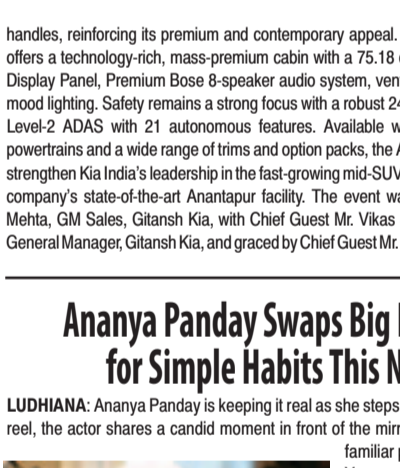 handles, reinforcing its premium and contemporary appeal.
offers a technology-rich, mass-premium cabin with a 75.18
Display Panel, Premium Bose 8-speaker audio system, ven
mood lighting. Safety remains a strong focus with a robust 24
Level-2 ADAS with 21 autonomous features. Available w
powertrains and a wide range of trims and option packs, the
strengthen Kia India's leadership in the fast-growing mid-SUV
company's state-of-the-art Anantapur facility. The event wa
Mehta, GM Sales, Gitansh Kia, with Chief Guest Mr. Vikas
General Manager, Gitansh Kia, and graced by Chief Guest Mr.
Ananya Panday Swaps Big
for Simple Habits This N
LUDHIANA: Ananya Panday is keeping it real as she steps
reel, the actor shares a candid moment in front of the mirr
familiar